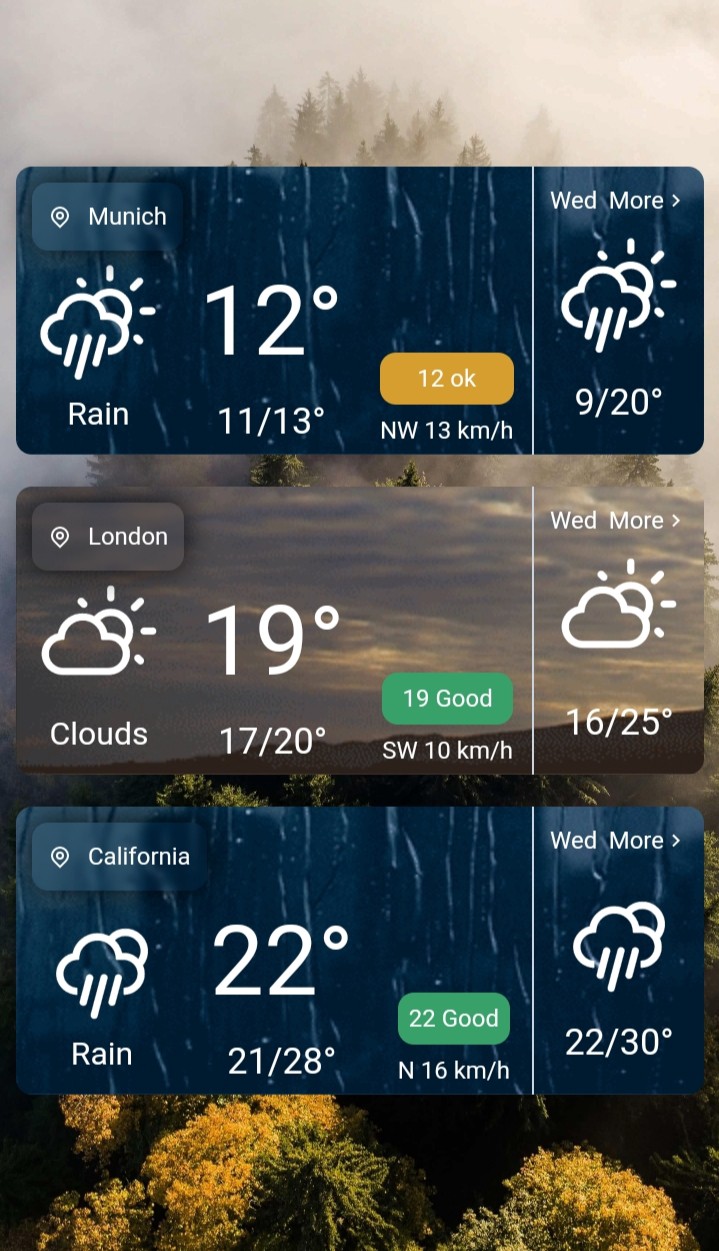 Munich
12°
Rain
11/13°
12 ok
NW 13 km/h
Wed More >
9/20°
London
19°
Clouds
17/20°
19 Good
SW 10 km/h
Wed More >
16/25°
California
22°
Rain
21/28°
22 Good
N 16 km/h
Wed More >
22/30°